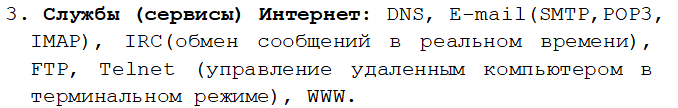 3. Службы (сервисы) Интернет: DNS, E-mail(SMTP,POP3,
IMAP), IRC(обмен сообщений в реальном времени),
FTP, Telnet (управление удаленным компьютером в
терминальном режиме), WWW.